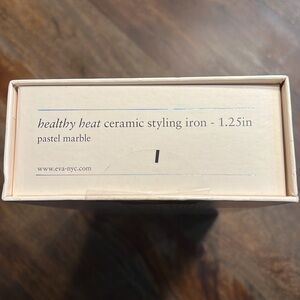 healthy heat ceramic styling iron - 1.25in
pastel marble
www.eva-nyc.com